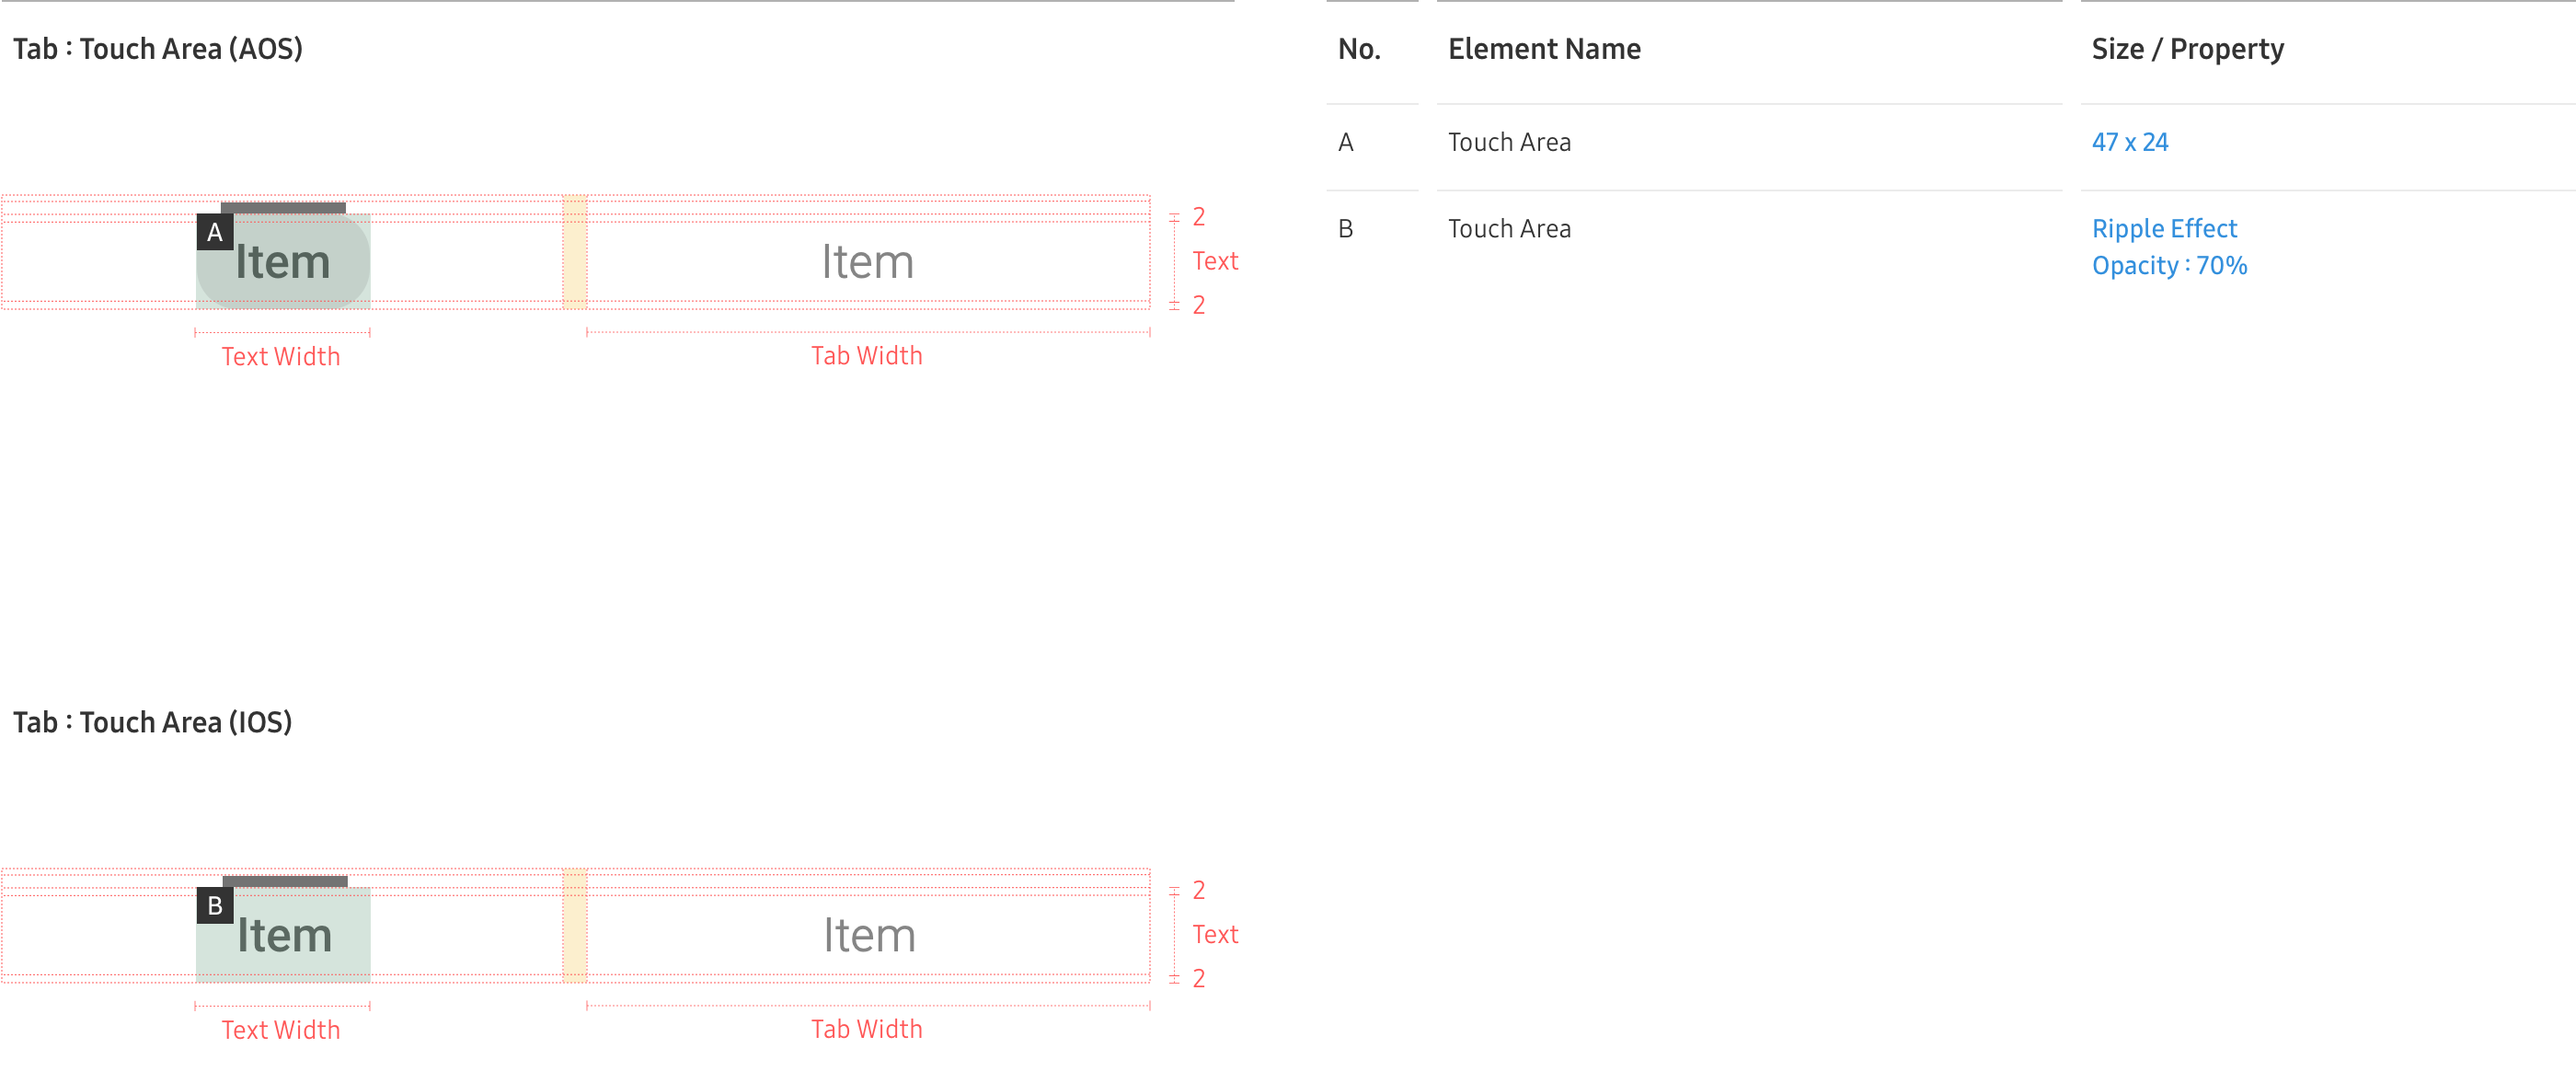 Tab : Touch Area (AOS)
A
Item
Item
2
Text
2
Text Width
Tab Width
Tab : Touch Area (IOS)
B
Item
Item
2
Text
2
Text Width
Tab Width
No. Element Name Size / Property
A Touch Area 47 x 24
B Touch Area Ripple Effect
Opacity : 70%